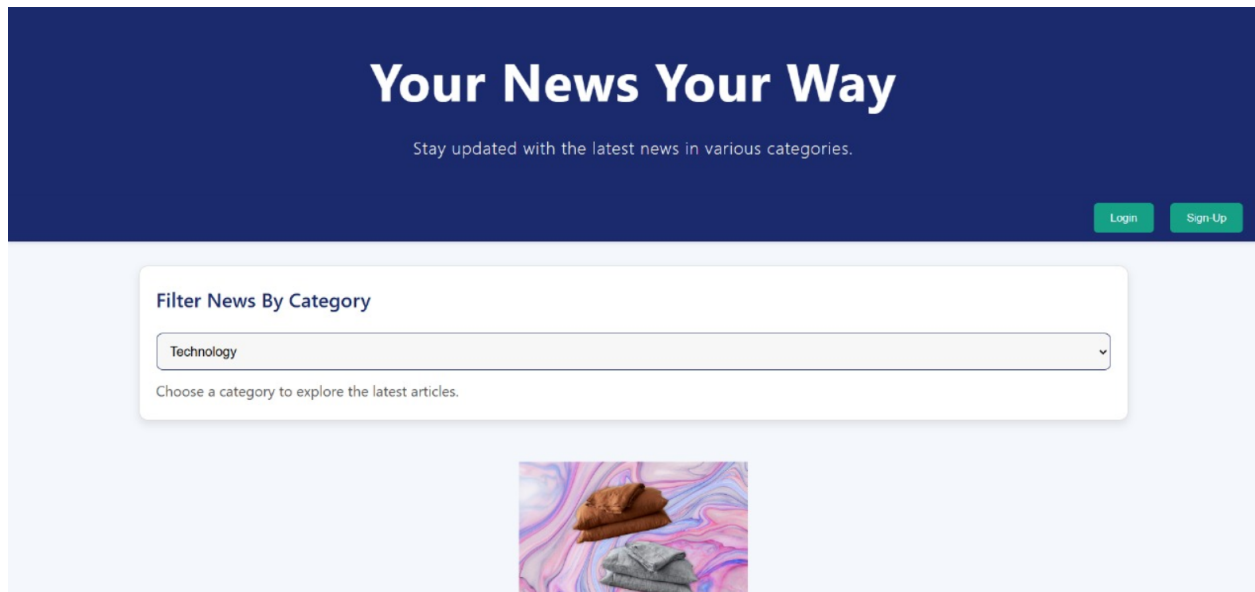 Your News Your Way
Stay updated with the latest news in various categories.
Login Sign-Up
Filter News By Category
Technology
Choose a category to explore the latest articles.